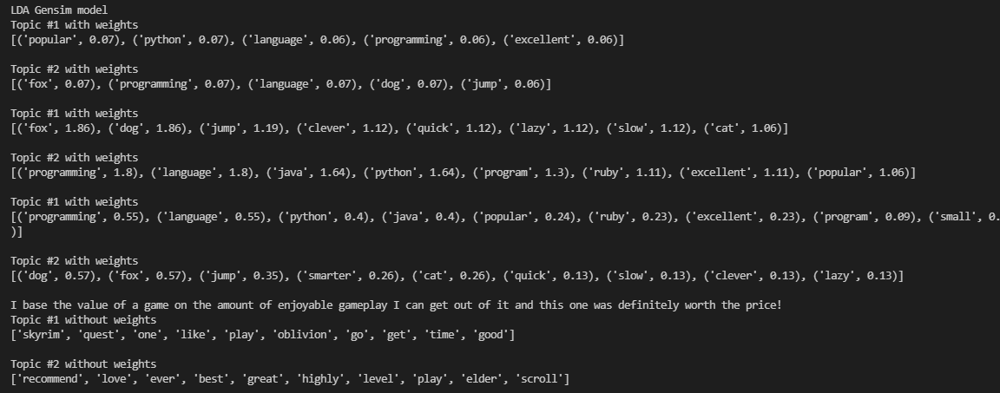 LDA Gensim model
Topic #1 with weights
[('popular', 0.07), ('python', 0.07), ('language', 0.06), ('programming', 0.06), ('excellent', 0.06)]
Topic #2 with weights
[('fox', 0.07), ('programming', 0.07), ('language', 0.07), ('dog', 0.07), ('jump', 0.06)]
Topic #1 with weights
[('fox', 1.86), ('dog', 1.86), ('jump', 1.19), ('clever', 1.12), ('quick', 1.12), ('lazy', 1.12), ('slow', 1.12), ('cat', 1.06)]
Topic #2 with weights
[('programming', 1.8), ('language', 1.8), ('java', 1.64), ('python', 1.64), ('program', 1.3), ('ruby', 1.11), ('excellent', 1.11), ('popular', 1.06)]
Topic #1 with weights
[('programming', 0.55), ('language', 0.55), ('python', 0.4), ('java', 0.4), ('popular', 0.24), ('ruby', 0.23), ('excellent', 0.23), ('program', 0.09), ('small', 0.
)]
Topic #2 with weights
[('dog', 0.57), ('fox', 0.57), ('jump', 0.35), ('smarter', 0.26), ('cat', 0.26), ('quick', 0.13), ('slow', 0.13), ('clever', 0.13), ('lazy', 0.13)]
I base the value of a game on the amount of enjoyable gameplay I can get out of it and this one was definitely worth the price!
Topic #1 without weights
['skyrim', 'quest', 'one', 'like', 'play', 'oblivion', 'go', 'get', 'time', 'good']
Topic #2 without weights
['recommend', 'love', 'ever', 'best', 'great', 'highly', 'level', 'play', 'elder', 'scroll']